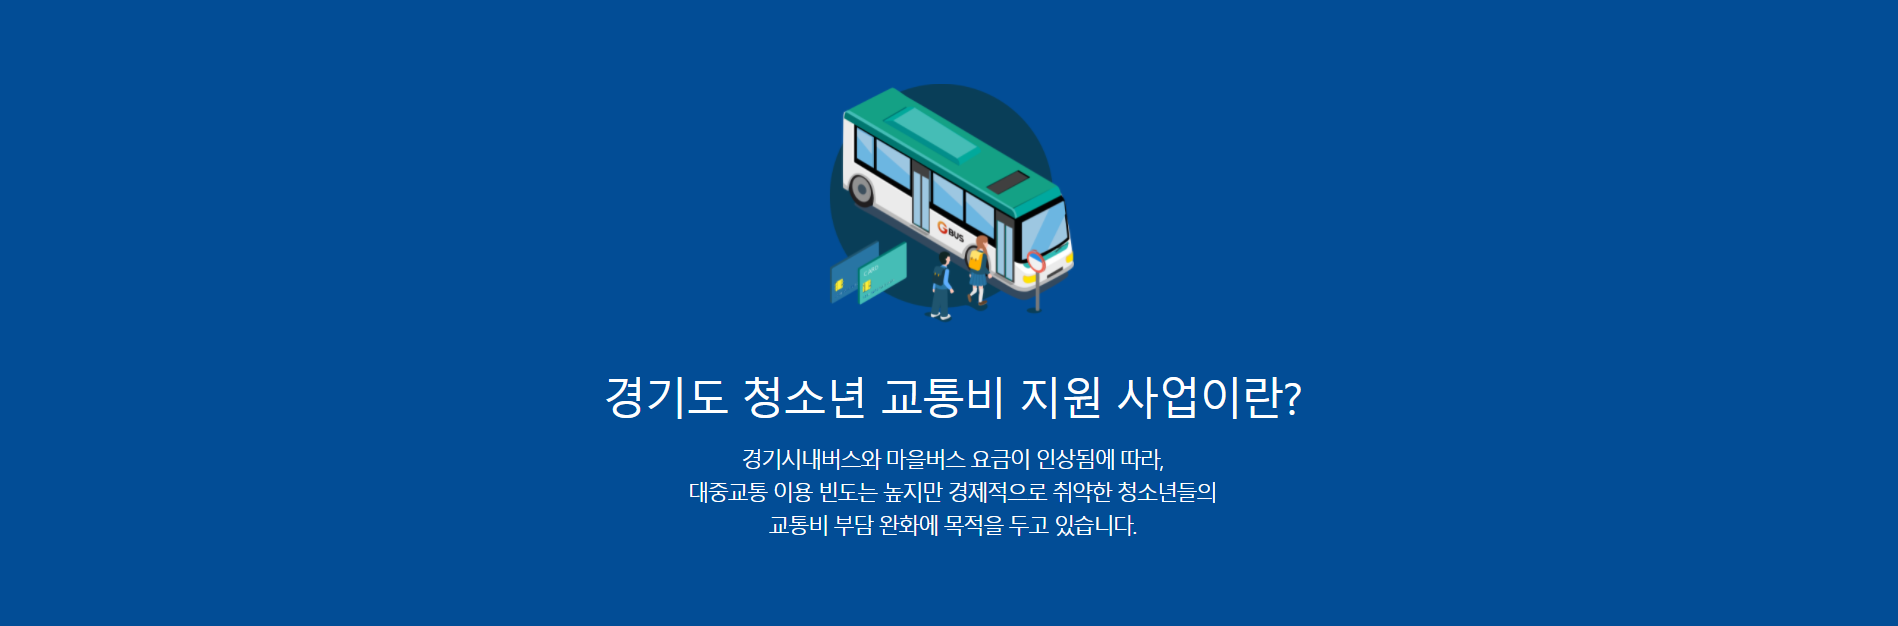 G BUS
CARD
경기도 청소년 교통비 지원 사업이란?
경기시내버스와 마을버스 요금이 인상됨에 따라,
대중교통 이용 빈도는 높지만 경제적으로 취약한 청소년들의
교통비 부담 완화에 목적을 두고 있습니다.